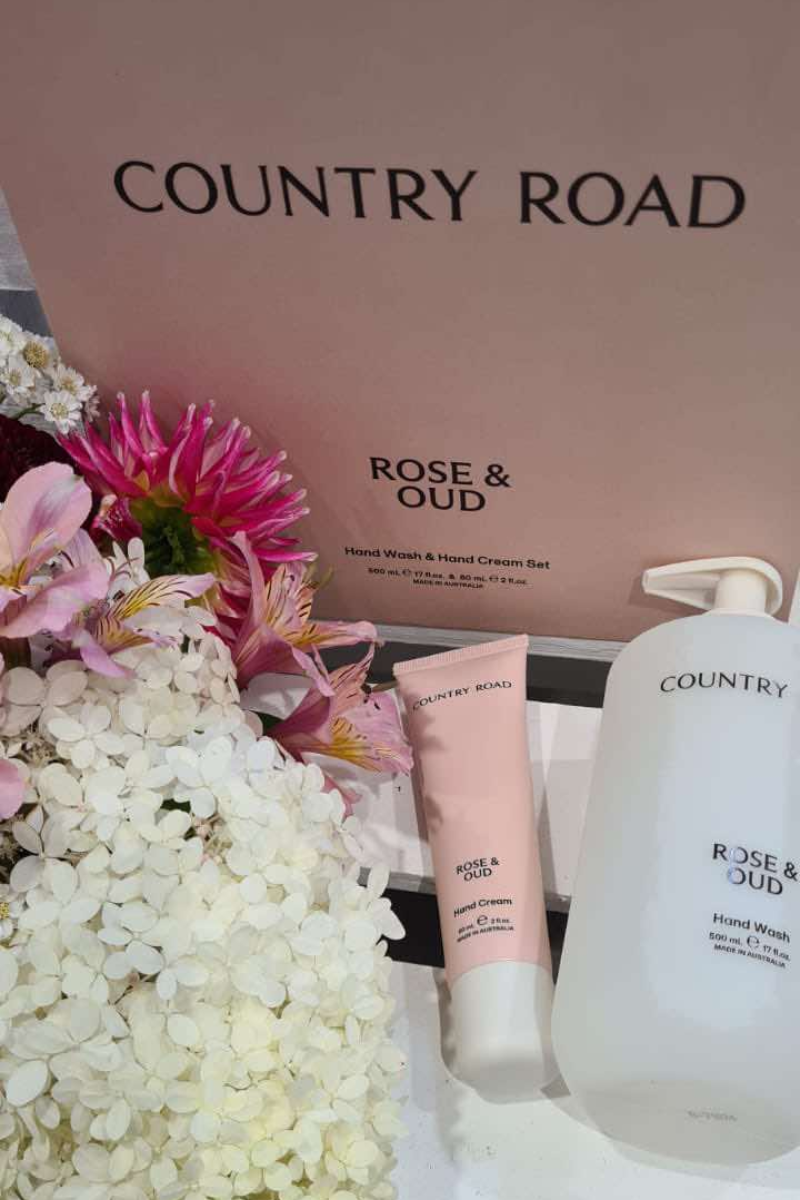 COUNTRY ROAD
ROSE &
OUD
Hand Wash & Hand Cream Set
500 mL ℮ 17 fl.oz. & 60 mL ℮ 2 fl.oz.
MADE IN AUSTRALIA
COUNTRY ROAD
ROSE &
OUD
Hand Cream
60 mL ℮ 2 fl.oz.
MADE IN AUSTRALIA
COUNTRY
ROSE &
OUD
Hand Wash
500 mL ℮ 17 fl.oz.
MADE IN AUSTRALIA